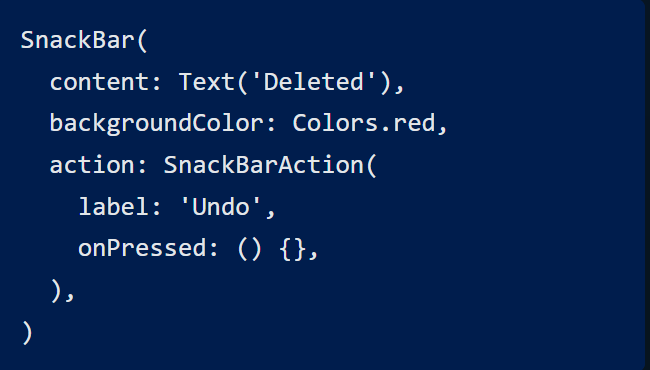 SnackBar(
  content: Text('Deleted'),
  backgroundColor: Colors.red,
  action: SnackBarAction(
    label: 'Undo',
    onPressed: () {},
  ),
)